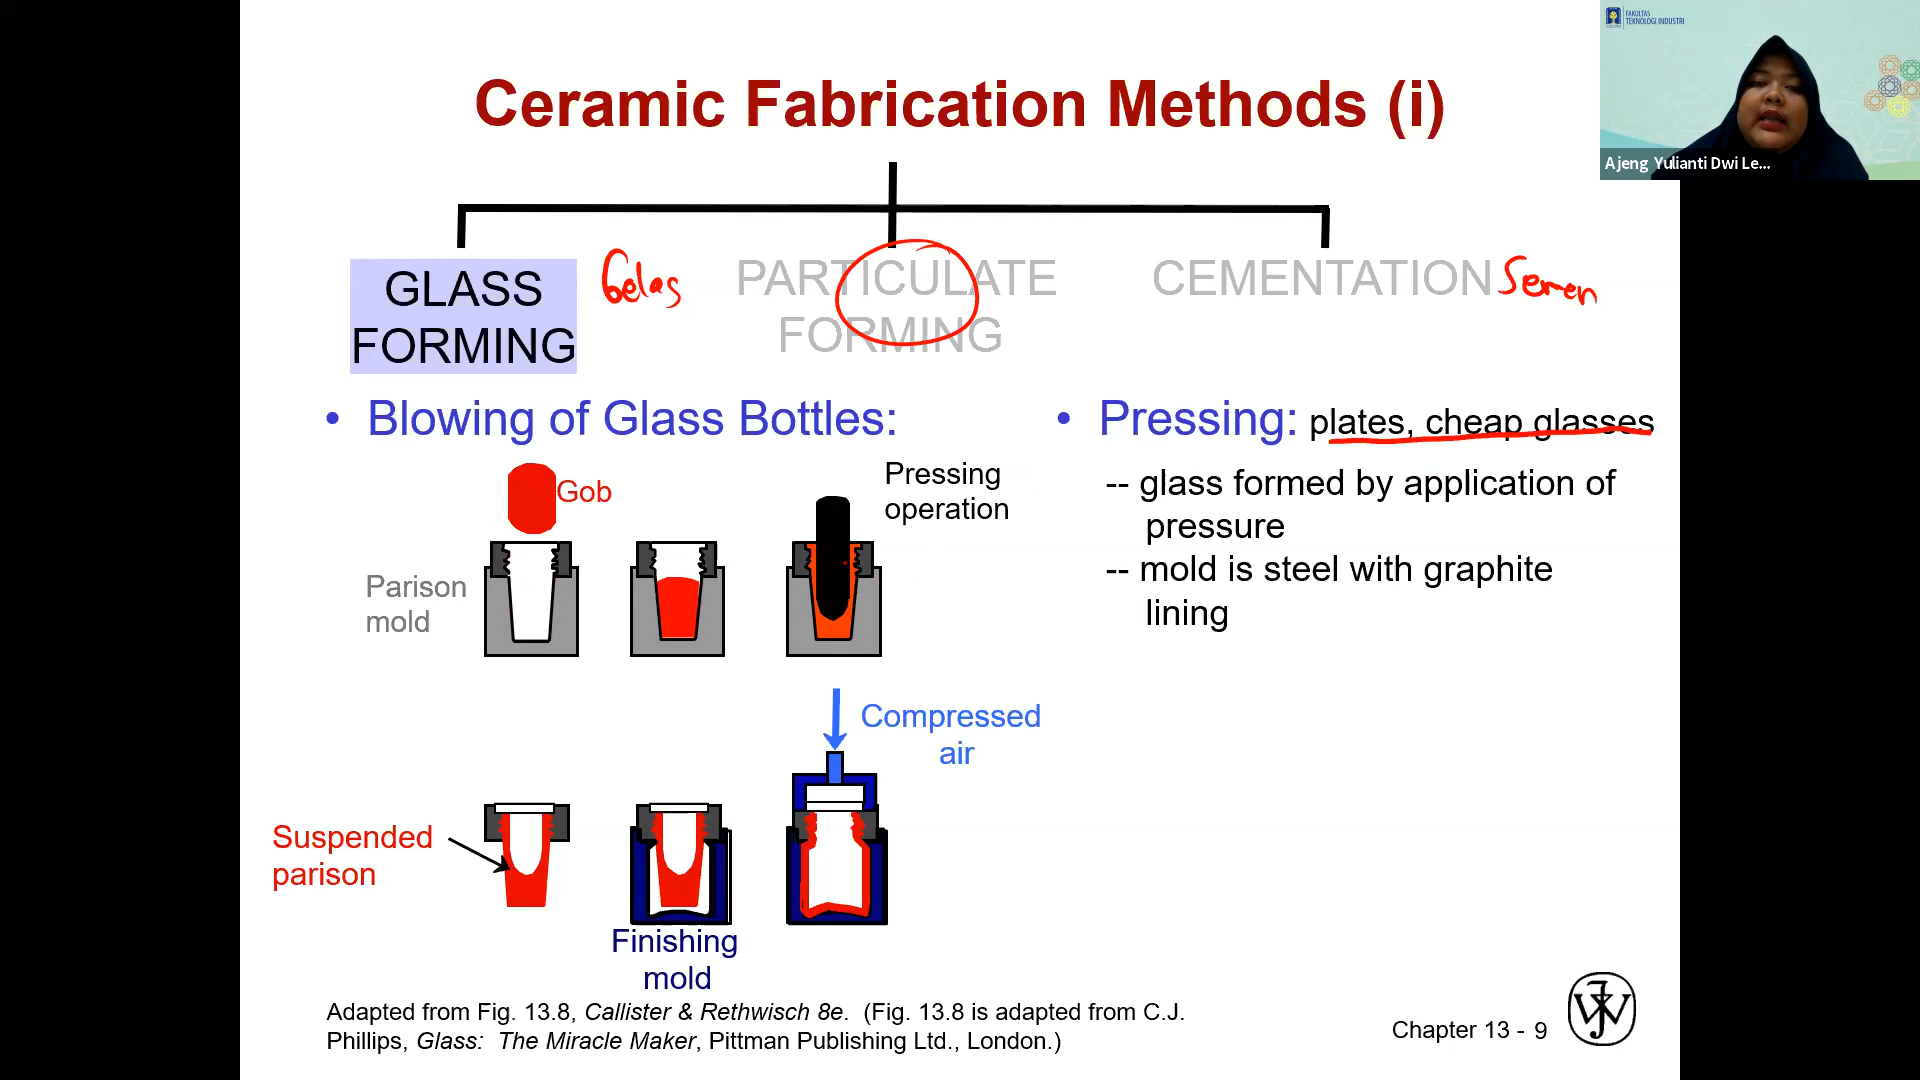 FAKULTAS
TEKNOLOGI INDUSTRI
Ajeng Yulianti Dwi Le...
Ceramic Fabrication Methods (i)
GLASS
FORMING
Gelas
PARTICULATE
FORMING
CEMENTATION
Semen
• Blowing of Glass Bottles:
Gob
Parison
mold
Pressing
operation
Compressed
air
Suspended
parison
Finishing
mold
• Pressing: plates, cheap glasses
-- glass formed by application of
pressure
-- mold is steel with graphite
lining
Adapted from Fig. 13.8, Callister & Rethwisch 8e. (Fig. 13.8 is adapted from C.J.
Phillips, Glass: The Miracle Maker, Pittman Publishing Ltd., London.)
Chapter 13 - 9